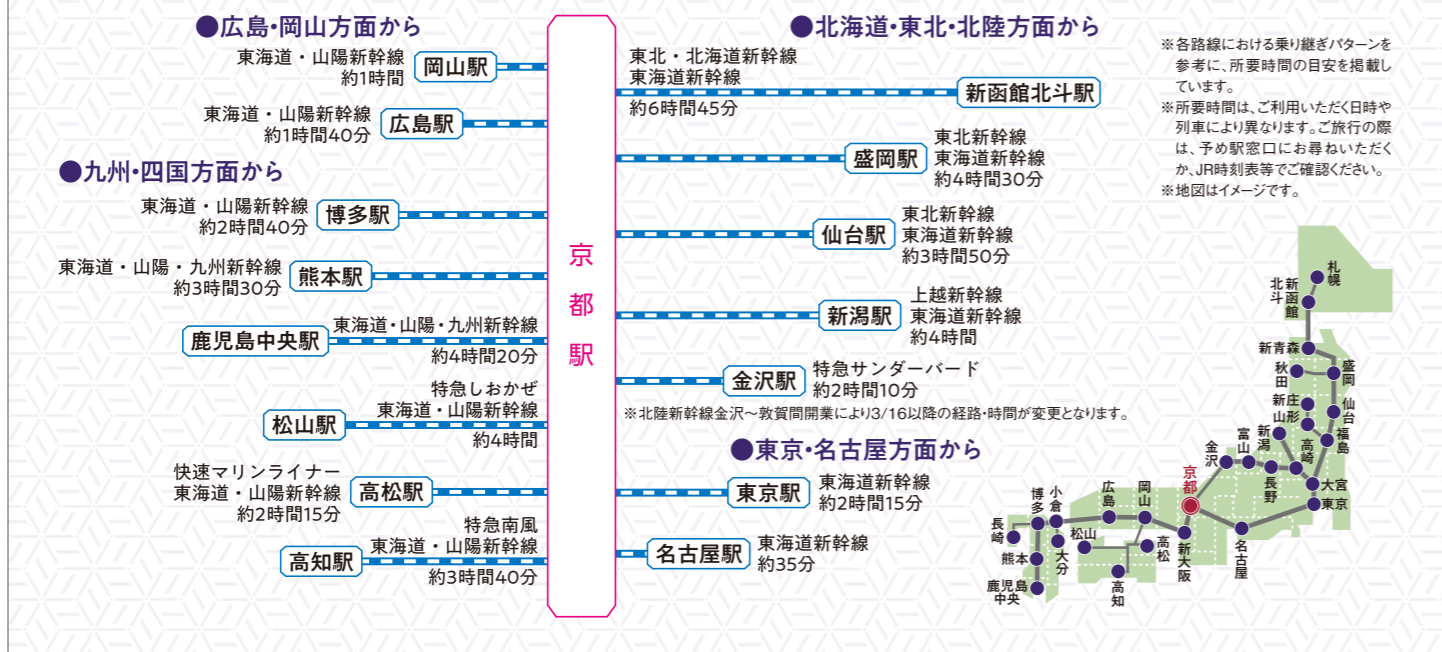 ●広島・岡山方面から
東海道・山陽新幹線
約1時間
岡山駅
東海道・山陽新幹線
約1時間40分
広島駅
●九州・四国方面から
東海道・山陽新幹線
約2時間40分
博多駅
東海道・山陽・九州新幹線
約3時間30分
熊本駅
鹿児島中央駅
東海道・山陽・九州新幹線
約4時間20分
松山駅
特急しおかぜ
東海道・山陽新幹線
約4時間
快速マリンライナー
東海道・山陽新幹線
約2時間15分
高松駅
高知駅
特急南風
東海道・山陽新幹線
約3時間40分
京都駅
●北海道・東北・北陸方面から
東北・北海道新幹線
東海道新幹線
約6時間45分
新函館北斗駅
盛岡駅
東北新幹線
東海道新幹線
約4時間30分
仙台駅
東北新幹線
東海道新幹線
約3時間50分
新潟駅
上越新幹線
東海道新幹線
約4時間
金沢駅
特急サンダーバード
約2時間10分
※北陸新幹線金沢〜敦賀間開業により3/16以降の経路・時間が変更となります。
●東京・名古屋方面から
東京駅
東海道新幹線
約2時間15分
名古屋駅
東海道新幹線
約35分
※各路線における乗り継ぎパターンを
参考に、所要時間の目安を掲載し
ています。
※所要時間は、ご利用いただく日時や
列車により異なります。ご旅行の際
は、予め駅窓口にお尋ねいただく
か、JR時刻表等でご確認ください。
※地図はイメージです。
札幌
新函館
北斗
新青森
秋田
盛岡
新庄
山形
仙台
新潟
福島
富山
金沢
高崎
長野
大宮
東京
京都
岡山
広島
小倉
博多
長崎
熊本
大分
鹿児島
中央
松山
高松
高知
新大阪
名古屋